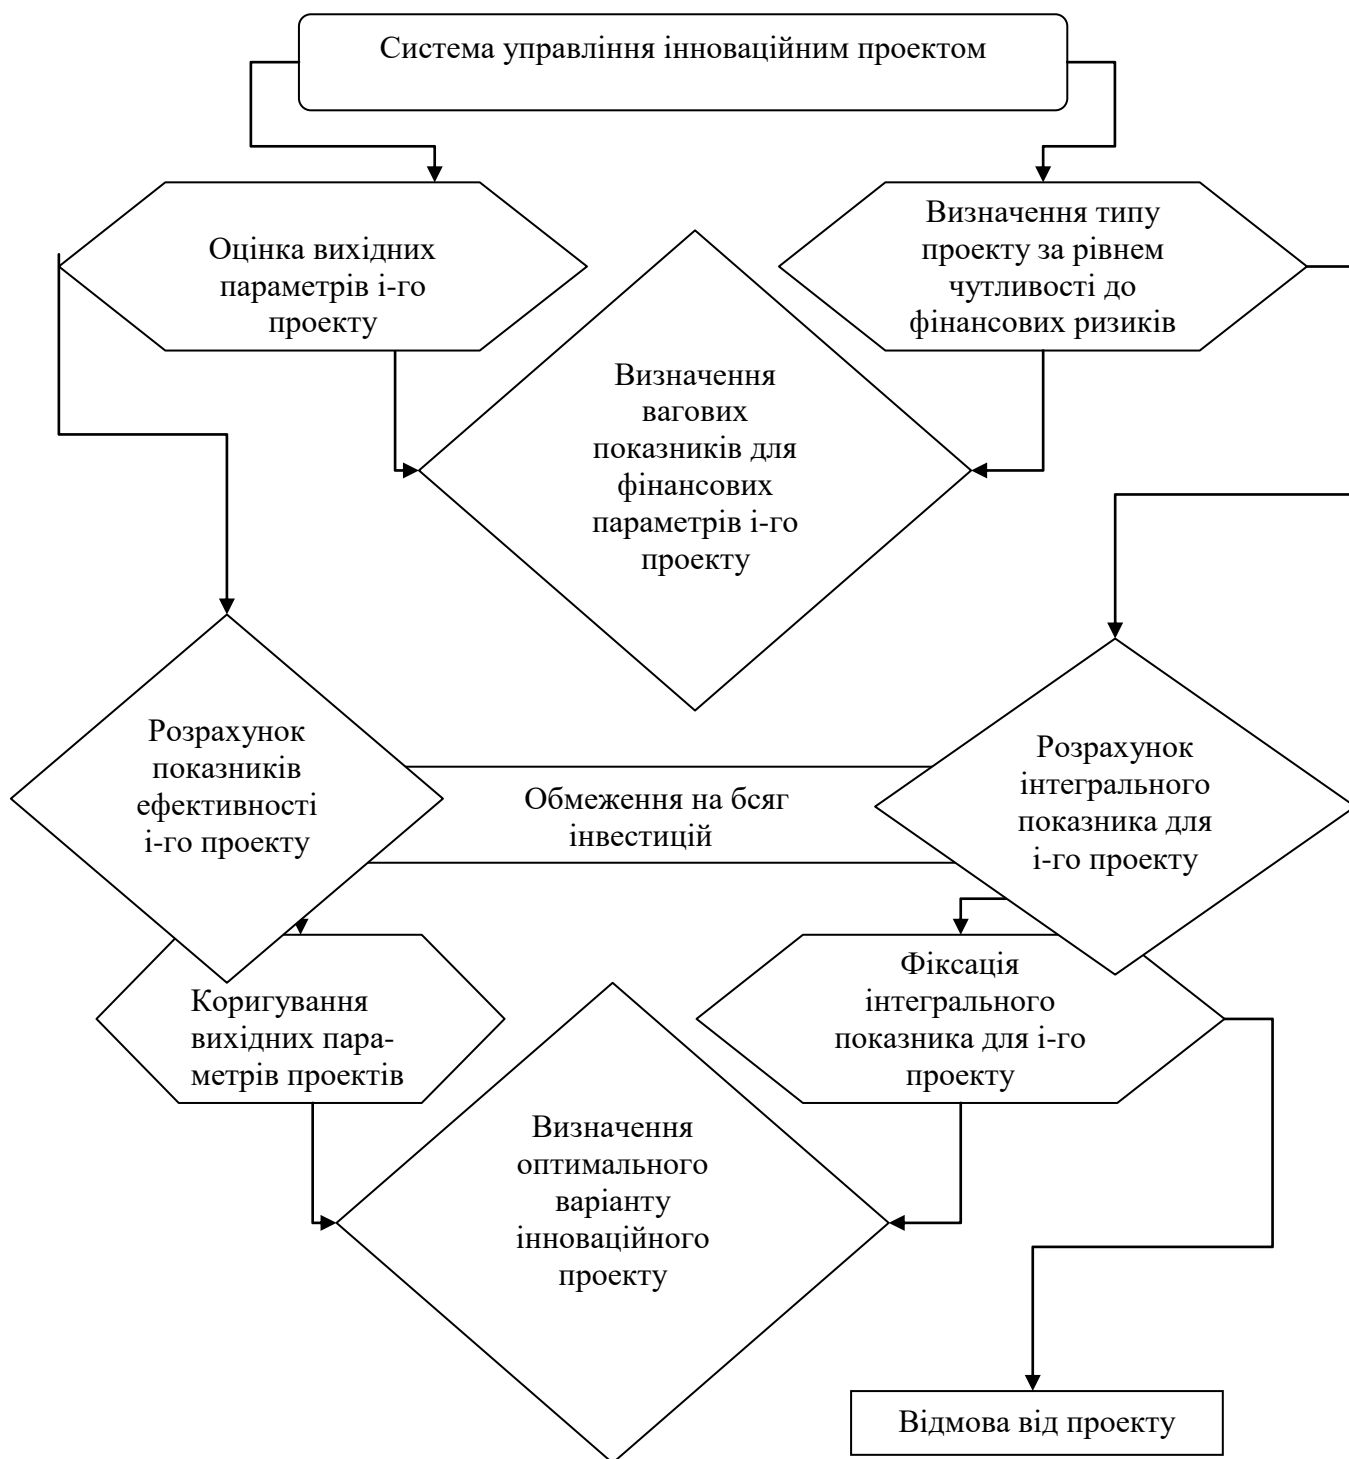 Система управління інноваційним проектом
Оцінка вихідних
параметрів і-го
проекту
Визначення типу
проекту за рівнем
чутливості до
фінансових ризиків
Визначення
вагових
показників для
фінансових
параметрів і-го
проекту
Розрахунок
показників
ефективності
і-го проекту
Обмеження на бсяг
інвестицій
Розрахунок
інтегрального
показника для
і-го проекту
Коригування
вихідних пара-
метрів проектів
Фіксація
інтегрального
показника для і-го
проекту
Визначення
оптимального
варіанту
інноваційного
проекту
Відмова від проекту